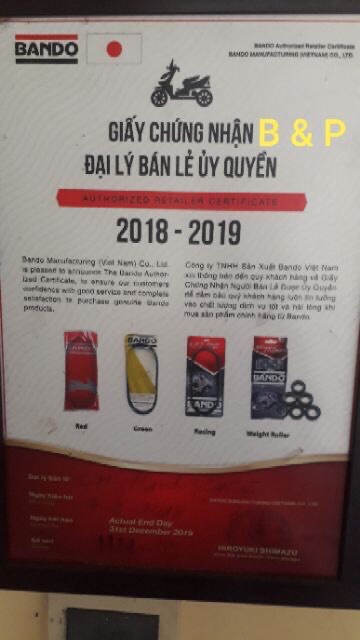 BANDO
BANDO Authorized Retailer Certificate
BANDO MANUFACTURING (VIETNAM) CO., LTD.
GIẤY CHỨNG NHẬN B & P
ĐẠI LÝ BÁN LẺ ỦY QUYỀN
AUTHORIZED RETAILER CERTIFICATE
2018 - 2019
Bando Manufacturing (Viet Nam) Co., Ltd.
is pleased to announce The Bando Author-
ized Certificate, to ensure our customers
confidence with good service and complete
satisfaction to purchase genuine Bando
products.
Công ty TNHH Sản Xuất Bando Việt Nam
xin thông báo đến quý khách hàng về Giấy
Chứng Nhận Người Bán Lẻ Được Ủy Quyền
để đảm bảo quý khách hàng luôn tin tưởng
vào chất lượng dịch vụ tốt và hài lòng khi
mua sản phẩm chính hãng từ Bando.
BANDO
BANDO
BANDO
Red
Green
Racing
Weight Roller
Actual End Day
31st December 2019
HIROYUKI SHIMAZU